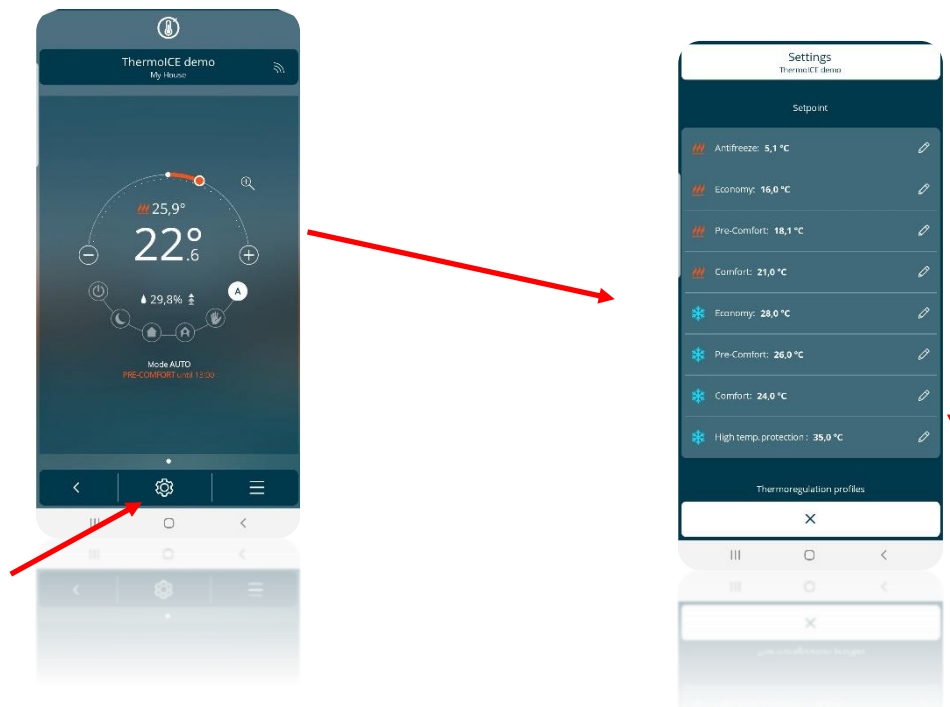 ThermoICE demo
My House
25,9°
22°.6
29,8%
A
Mode AUTO
PRE-COMFORT until 13:00
Settings
ThermoICE demo
Setpoint
Antifreeze: 5,1 °C
Economy: 16,0 °C
Pre-Comfort: 18,1 °C
Comfort: 21,0 °C
Economy: 28,0 °C
Pre-Comfort: 26,0 °C
Comfort: 24,0 °C
High temp. protection : 35,0 °C
Thermoregulation profiles